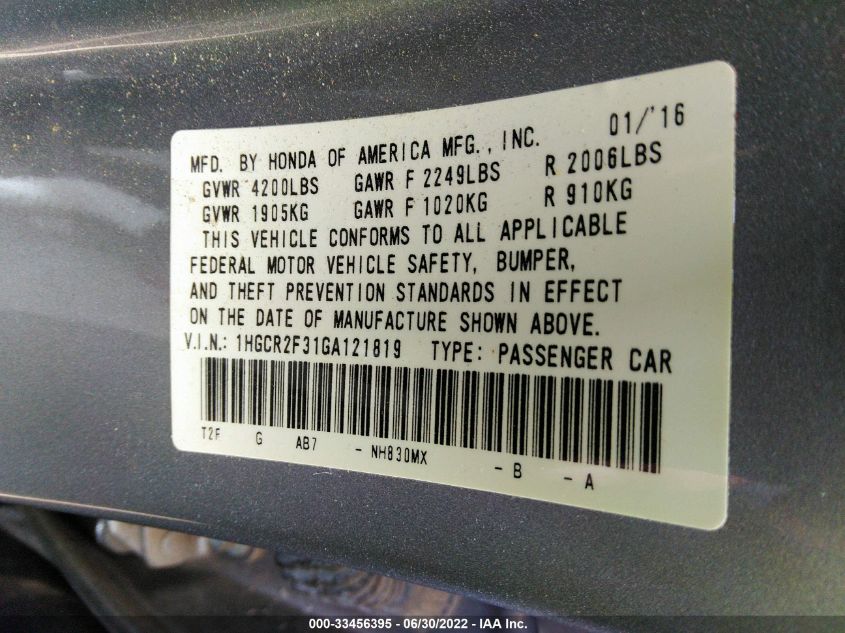 01/'16
MFD. BY HONDA OF AMERICA MFG., INC.
GVWR 4200LBS GAWR F 2249LBS R 2006LBS
GVWR 1905KG GAWR F 1020KG R 910KG
THIS VEHICLE CONFORMS TO ALL APPLICABLE
FEDERAL MOTOR VEHICLE SAFETY, BUMPER,
AND THEFT PREVENTION STANDARDS IN EFFECT
ON THE DATE OF MANUFACTURE SHOWN ABOVE.
V.I.N.: 1HGCR2F31GA121819 TYPE: PASSENGER CAR
T2F G AB7 - NH830MX - B - A
000-33456395 - 06/30/2022 - IAAI.com